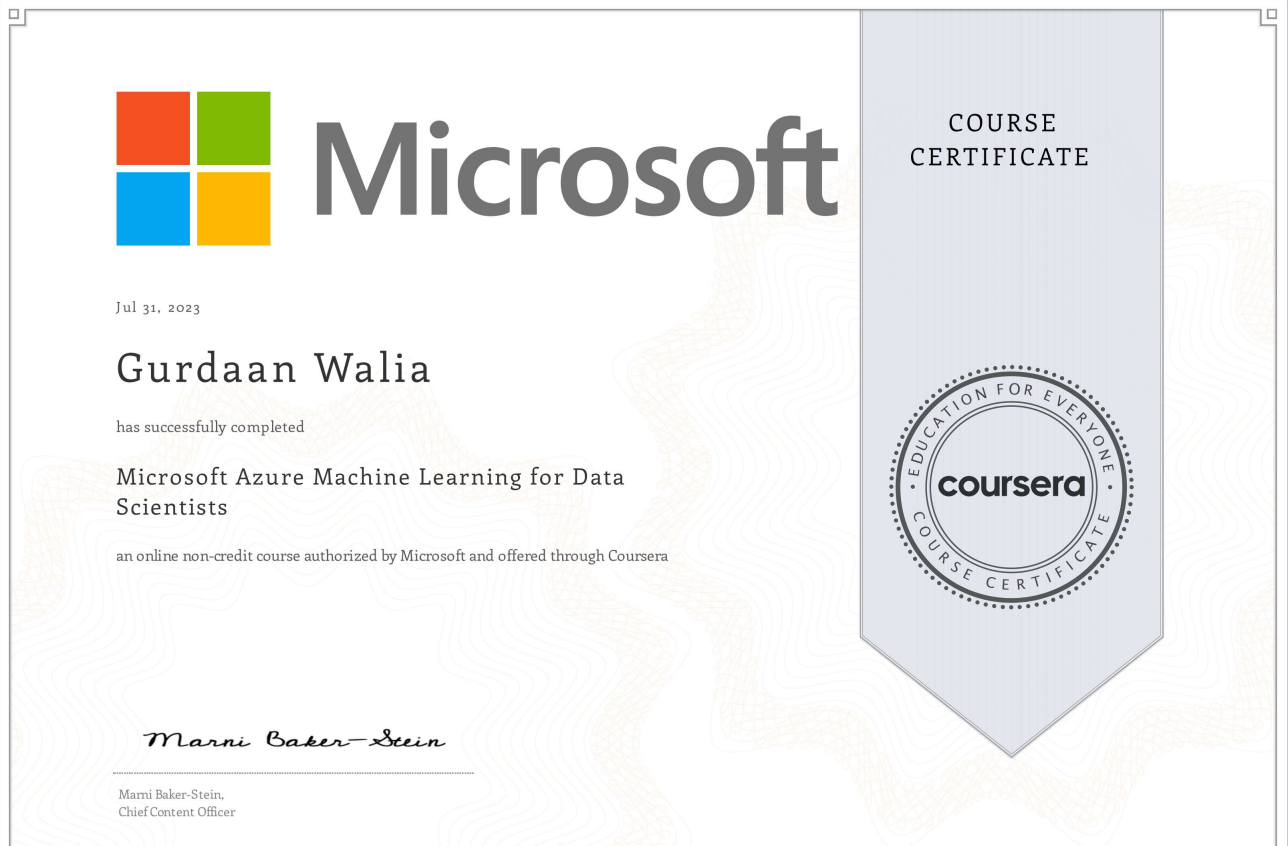 Microsoft
COURSE
CERTIFICATE
Jul 31, 2023
Gurdaan Walia
has successfully completed
Microsoft Azure Machine Learning for Data
Scientists
an online non-credit course authorized by Microsoft and offered through Coursera
EDUCATION FOR EVERYONE
coursera
COURSE CERTIFICATE
Marni Baker-Stein
Marni Baker-Stein,
Chief Content Officer